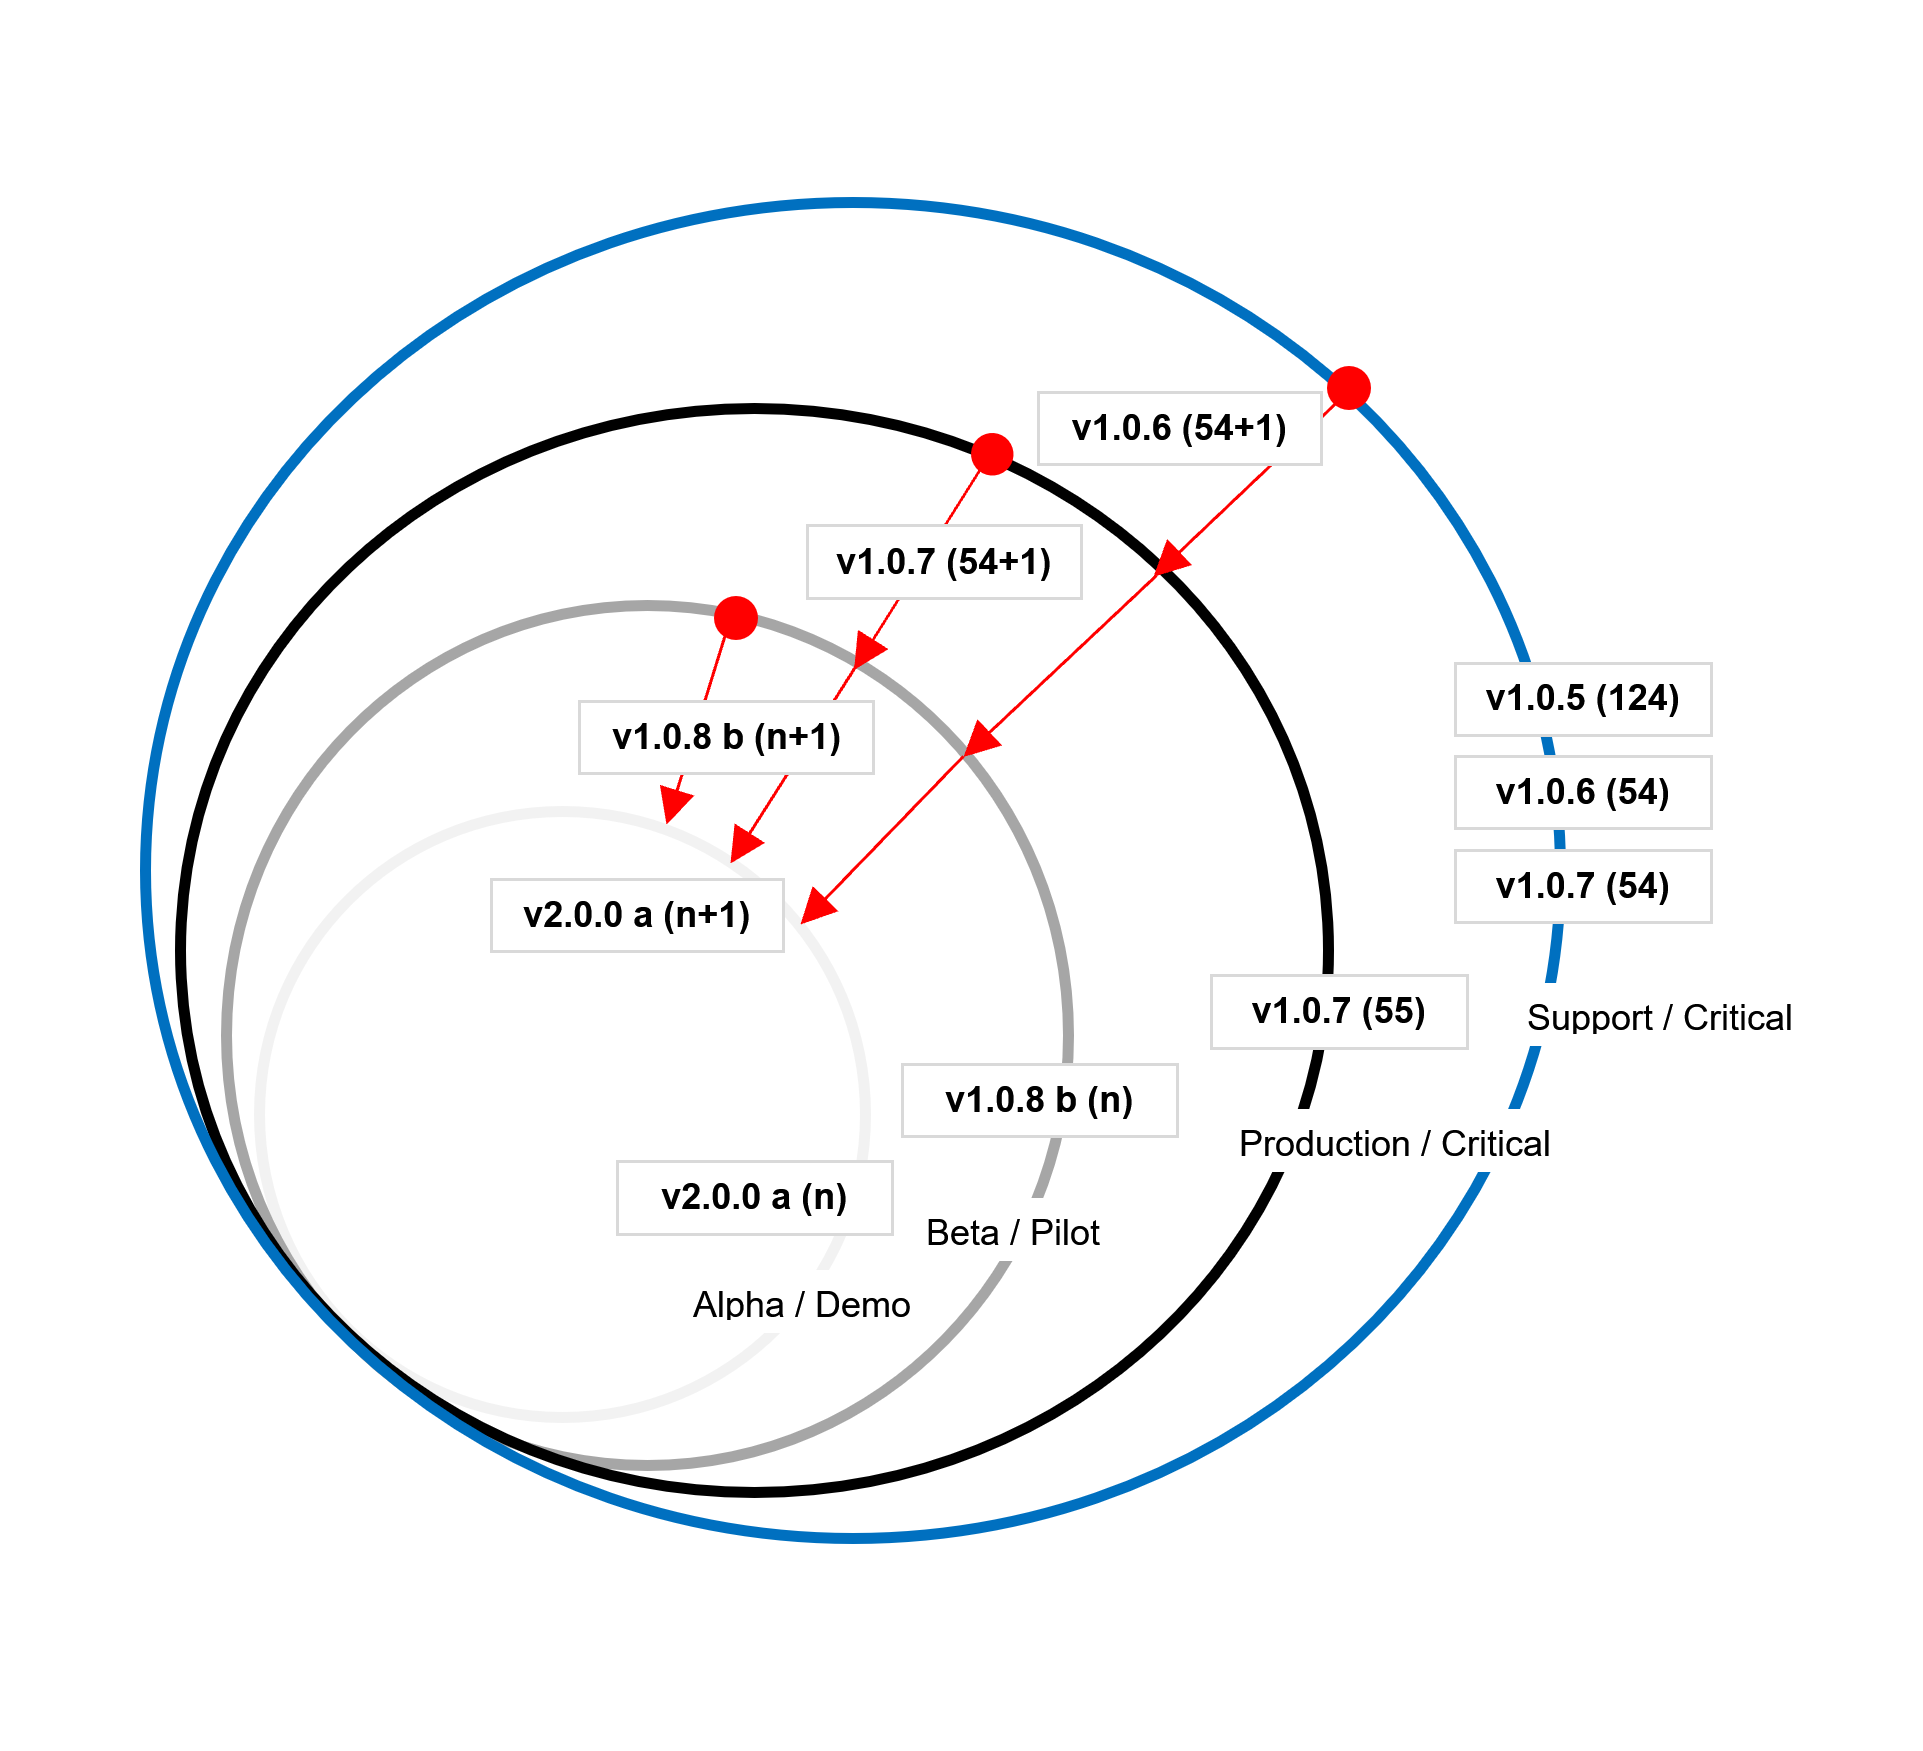 v1.0.6 (54+1)
v1.0.7 (54+1)
v1.0.8 b (n+1)
v2.0.0 a (n+1)
v1.0.5 (124)
v1.0.6 (54)
v1.0.7 (54)
Support / Critical
v1.0.7 (55)
Production / Critical
v1.0.8 b (n)
Beta / Pilot
v2.0.0 a (n)
Alpha / Demo